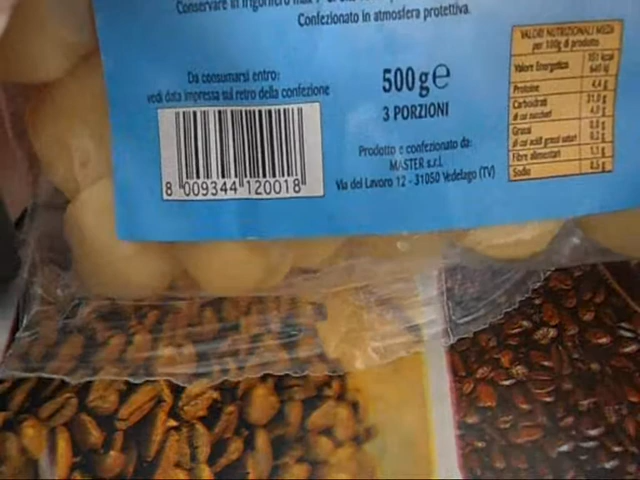 Conservare in frigorifero
Confezionato in atmosfera protettiva.
Da consumarsi entro:
vedi data impressa sul retro della confezione
500g℮
3 PORZIONI
Prodotto e confezionato da:
MASTER s.r.l.
Via del Lavoro 12 - 31050 Vedelago (TV)
8 009344 120018
VALORI NUTRIZIONALI MEDI
per 100g di prodotto
Valore Energetico
Proteine
Carboidrati
di cui zuccheri
Grassi
di cui acidi grassi saturi
Fibre alimentari
Sodio